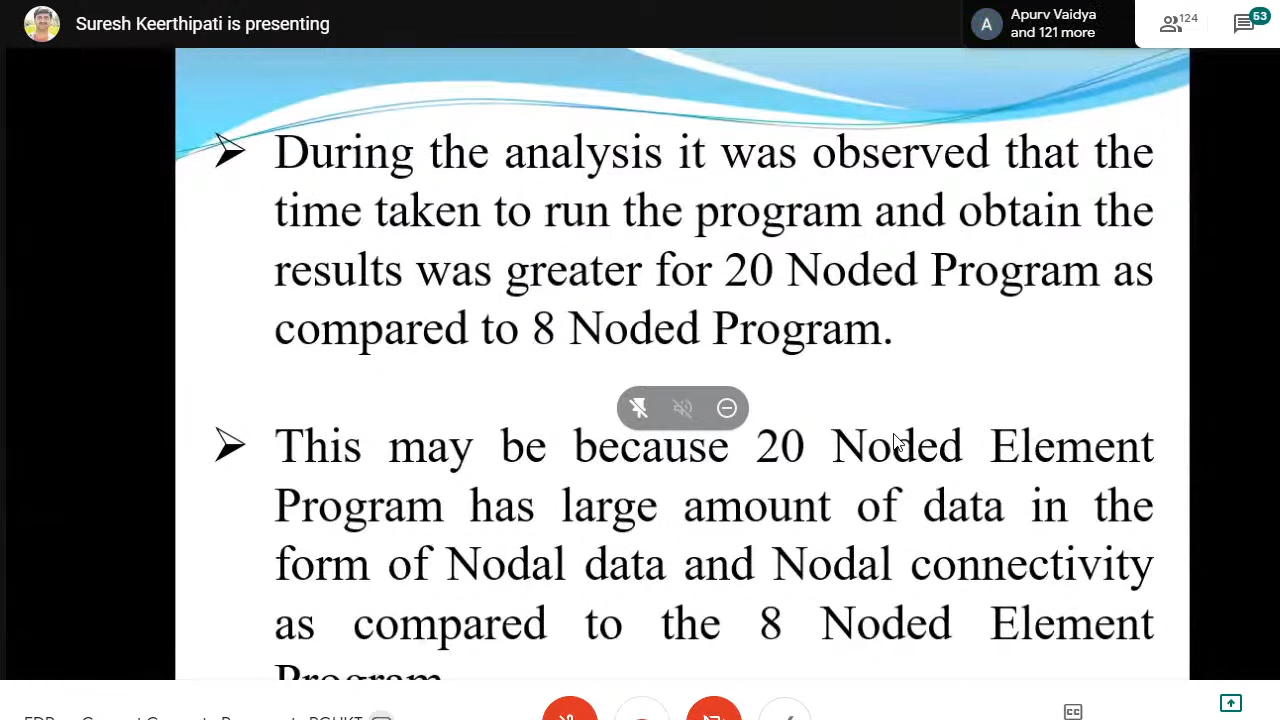 Suresh Keerthipati is presenting
A
Apurv Vaidya
and 121 more
124
53
➢ During the analysis it was observed that the
time taken to run the program and obtain the
results was greater for 20 Noded Program as
compared to 8 Noded Program.
➢ This may be because 20 Noded Element
Program has large amount of data in the
form of Nodal data and Nodal connectivity
as compared to the 8 Noded Element
Program
CC